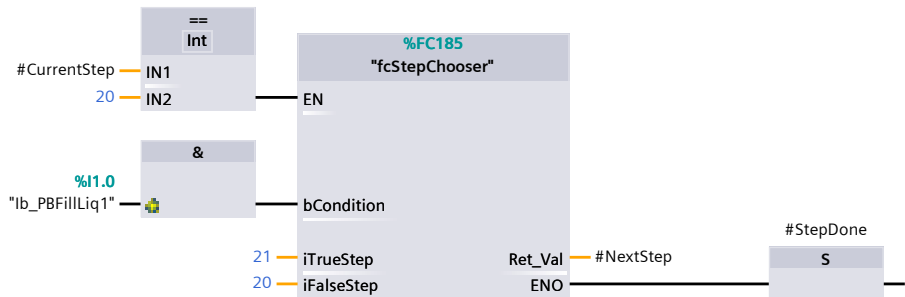 ==
Int
#CurrentStep IN1
20 IN2
%FC185
"fcStepChooser"
EN
&
%I1.0
"Ib_PBFillLiq1"
bCondition
21 iTrueStep Ret_Val #NextStep
20 iFalseStep ENO
#StepDone
S